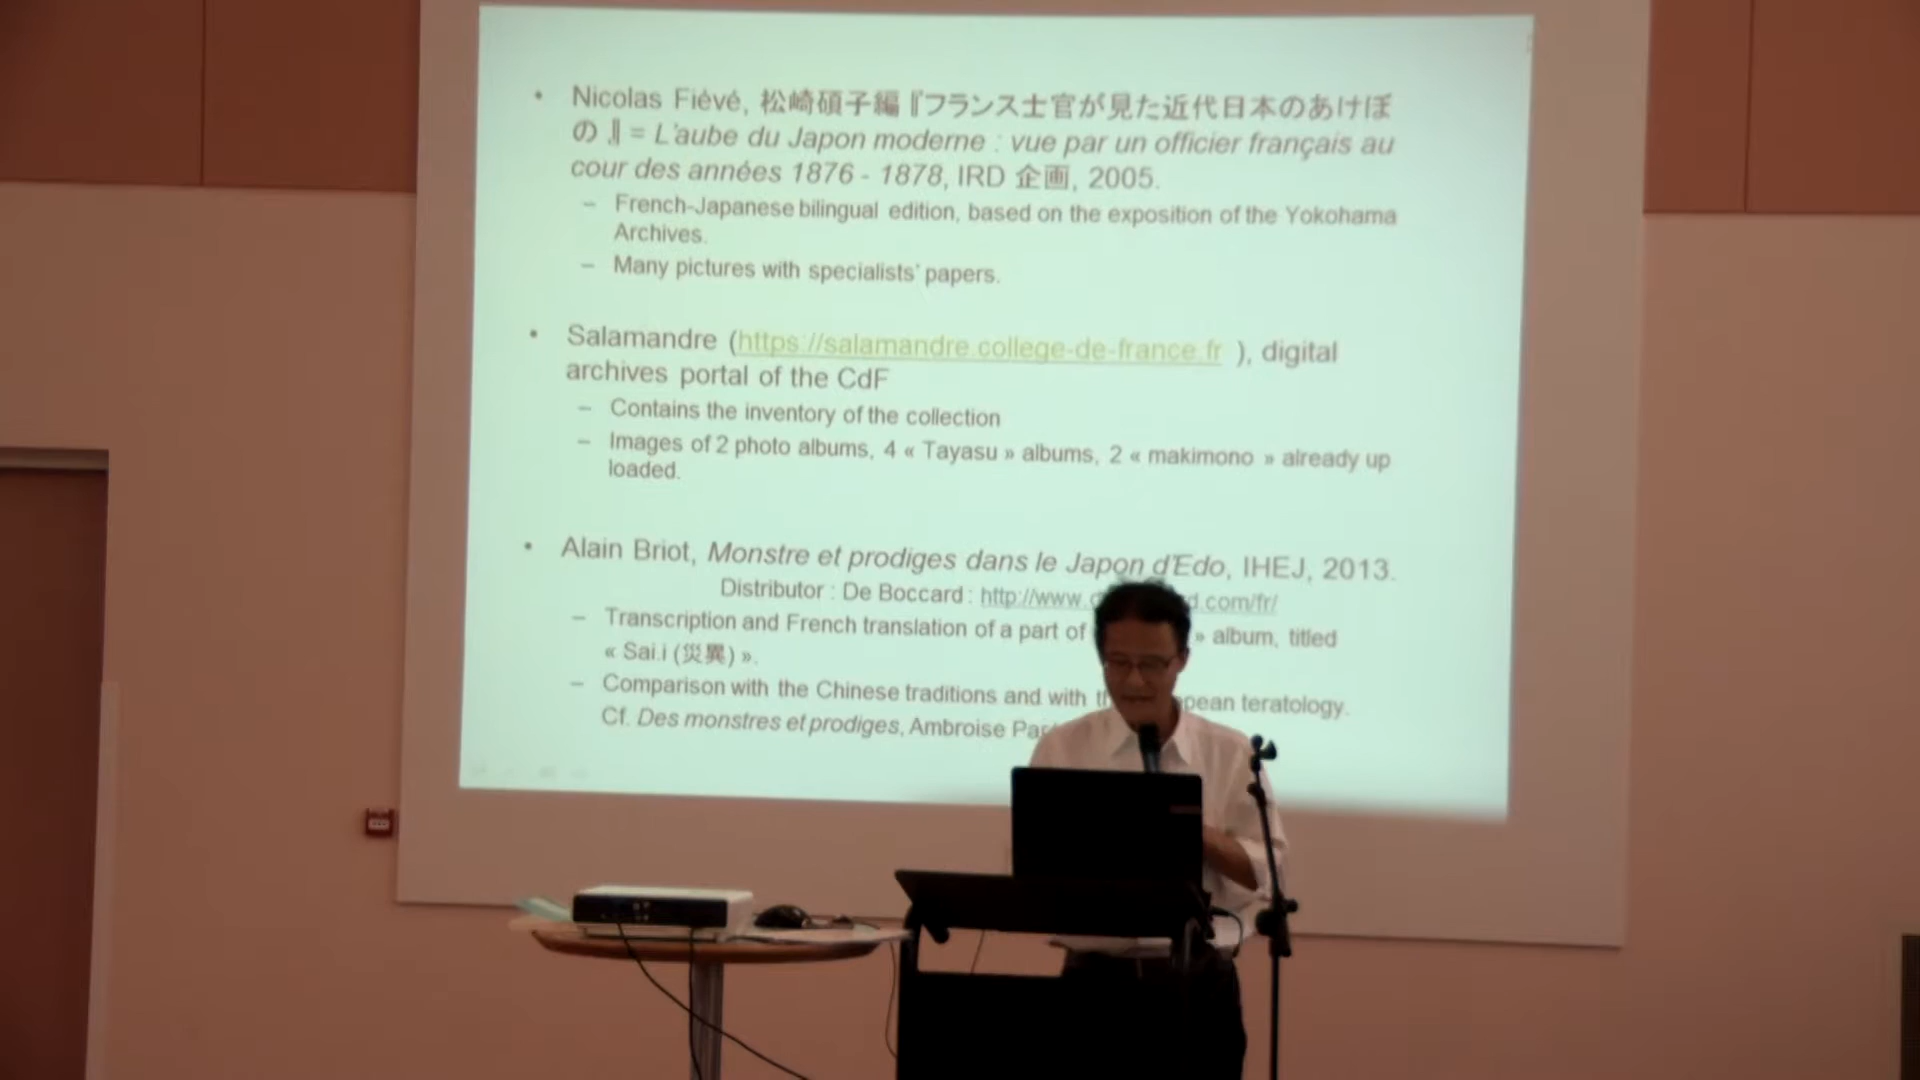 • Nicolas Fiévé, 松崎碩子編『フランス士官が見た近代日本のあけぼ
の』= L'aube du Japon moderne : vue par un officier français au
cour des années 1876 - 1878, IRD 企画, 2005.
– French-Japanese bilingual edition, based on the exposition of the Yokohama
Archives.
– Many pictures with specialists' papers.
• Salamandre (https://salamandre.college-de-france.fr ), digital
archives portal of the CdF
– Contains the inventory of the collection
– Images of 2 photo albums, 4 « Tayasu » albums, 2 « makimono » already up
loaded.
• Alain Briot, Monstre et prodiges dans le Japon d'Edo, IHEJ, 2013.
Distributor : De Boccard : http://www. d.com/fr/
– Transcription and French translation of a part of » album, titled
« Sai.i (災異) ».
– Comparison with the Chinese traditions and with teratology.
Cf. Des monstres et prodiges, Ambroise